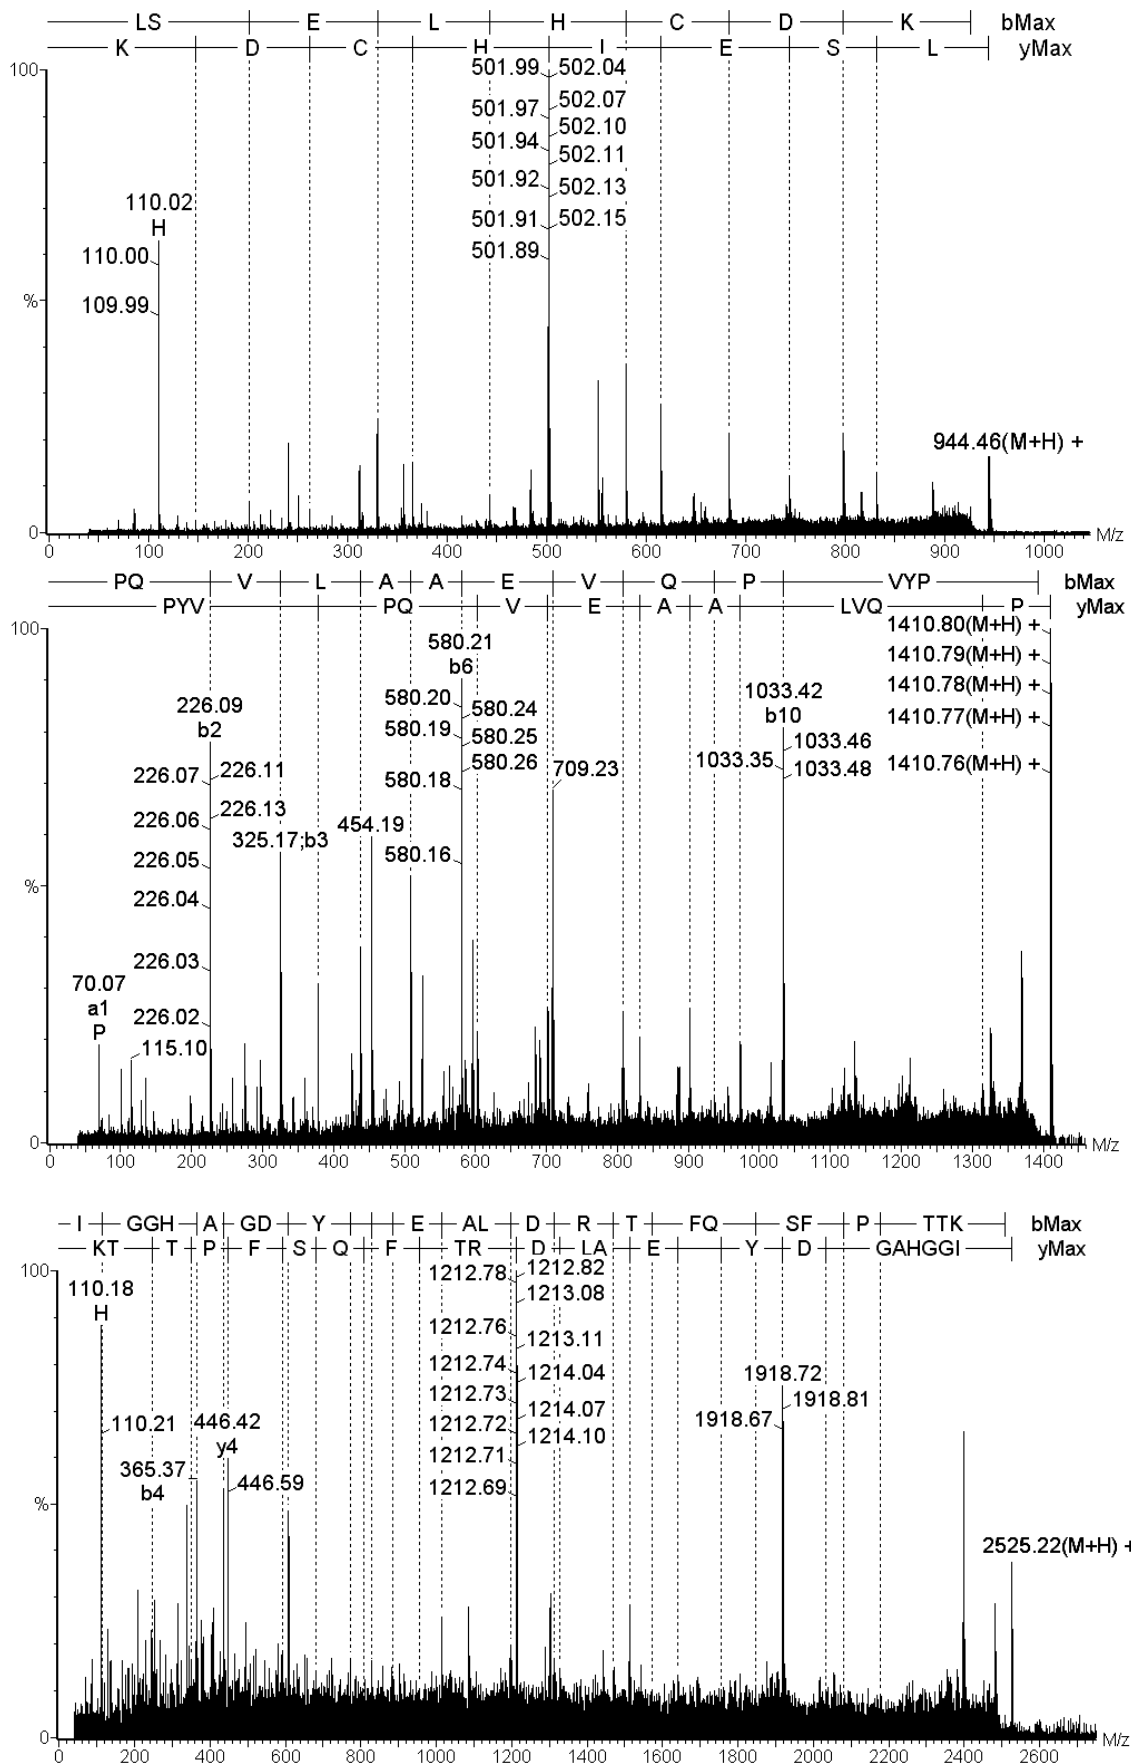 LS E L H C D K bMax
K D C H I E S L yMax
100
501.99 502.04
501.97 502.07
501.94 502.10
501.92 502.11
501.91 502.13
501.89 502.15
110.02
H
110.00
109.99
%
944.46(M+H) +
0
0 100 200 300 400 500 600 700 800 900 1000 M/z
PQ V L A A E V Q P VYP bMax
PYV PQ V E A A LVQ P yMax
100
1410.80(M+H) +
1410.79(M+H) +
1410.78(M+H) +
1410.77(M+H) +
1410.76(M+H) +
580.21
b6
580.20 580.24
580.19 580.25
580.18 580.26
580.16
1033.42
b10
1033.35 1033.46
1033.48
709.23
226.09
b2
226.07 226.11
226.06 226.13
226.05
226.04
226.03
226.02
325.17;b3
454.19
70.07
a1
P
115.10
%
0
0 100 200 300 400 500 600 700 800 900 1000 1100 1200 1300 1400 M/z
I GGH A GD Y E AL D R T FQ SF P TTK bMax
KT T P F S Q F TR D LA E Y D GAHGGI yMax
100
1212.78 1212.82
1212.76 1213.08
1212.74 1213.11
1212.73 1214.04
1212.72 1214.07
1212.71 1214.10
1212.69
110.18
H
110.21
446.42
y4
365.37
b4
446.59
1918.72
1918.67 1918.81
%
2525.22(M+H) +
0
0 200 400 600 800 1000 1200 1400 1600 1800 2000 2200 2400 2600 M/z